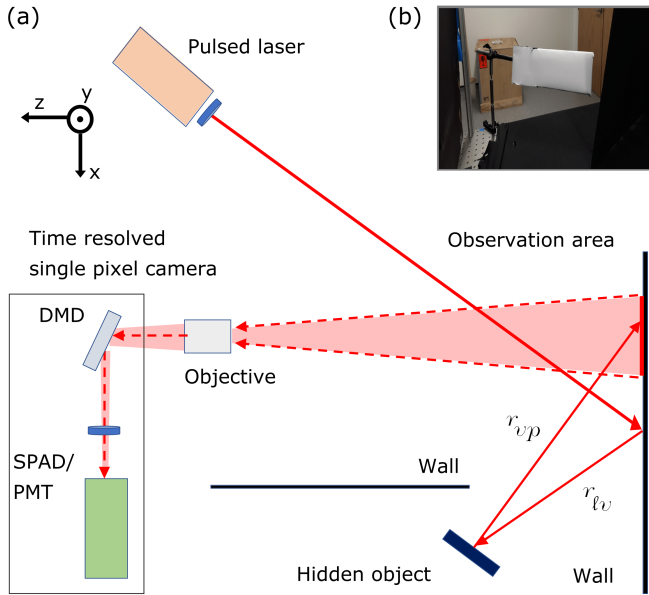 (a)
(b)
Pulsed laser
y
z
x
Time resolved
single pixel camera
Observation area
DMD
Objective
r_{vp}
SPAD/
PMT
Wall
r_{ℓv}
Hidden object
Wall